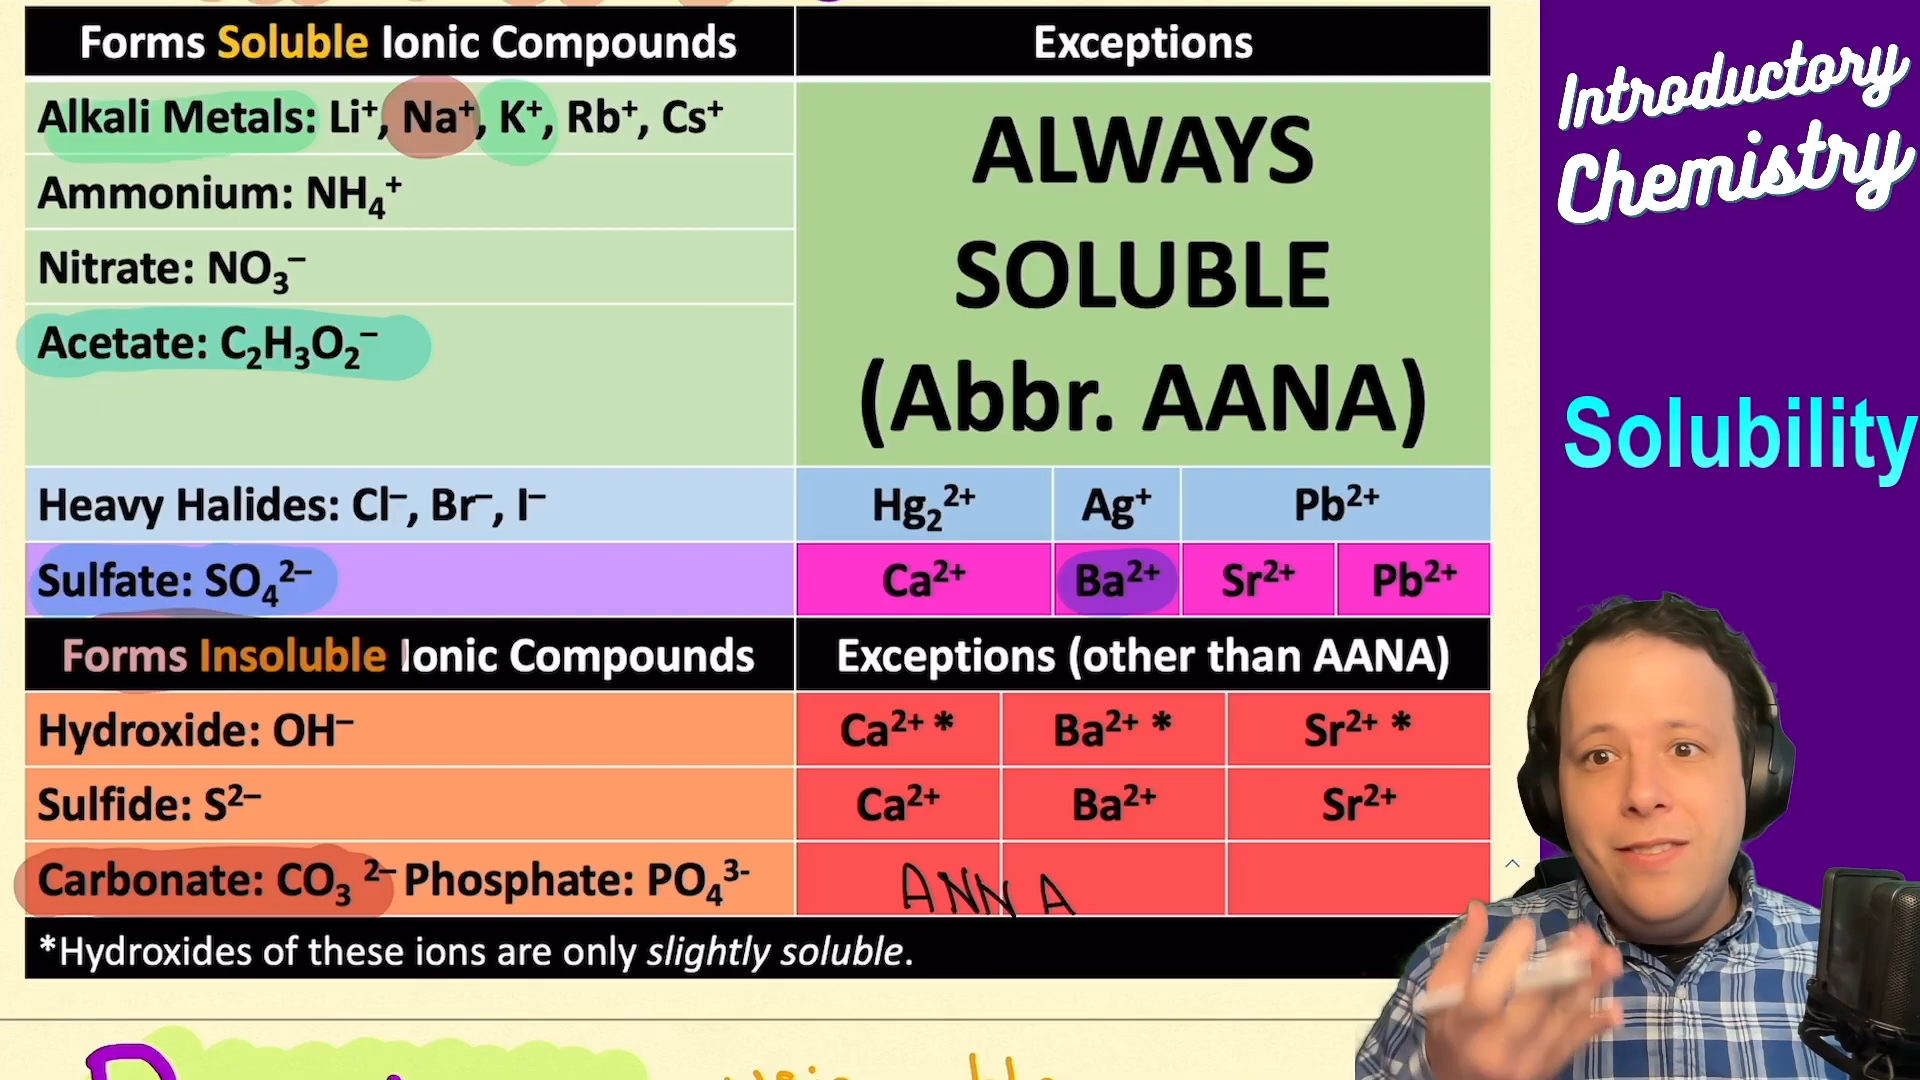 Forms Soluble Ionic Compounds
Exceptions
Alkali Metals: Li⁺, Na⁺, K⁺, Rb⁺, Cs⁺
Ammonium: NH₄⁺
Nitrate: NO₃⁻
Acetate: C₂H₃O₂⁻
ALWAYS
SOLUBLE
(Abbr. AANA)
Heavy Halides: Cl⁻, Br⁻, I⁻
Hg₂²⁺
Ag⁺
Pb²⁺
Sulfate: SO₄²⁻
Ca²⁺
Ba²⁺
Sr²⁺
Pb²⁺
Forms Insoluble Ionic Compounds
Exceptions (other than AANA)
Hydroxide: OH⁻
Ca²⁺ *
Ba²⁺ *
Sr²⁺ *
Sulfide: S²⁻
Ca²⁺
Ba²⁺
Sr²⁺
Carbonate: CO₃ ²⁻ Phosphate: PO₄³⁻
ANNA
*Hydroxides of these ions are only slightly soluble.
Introductory
Chemistry
Solubility